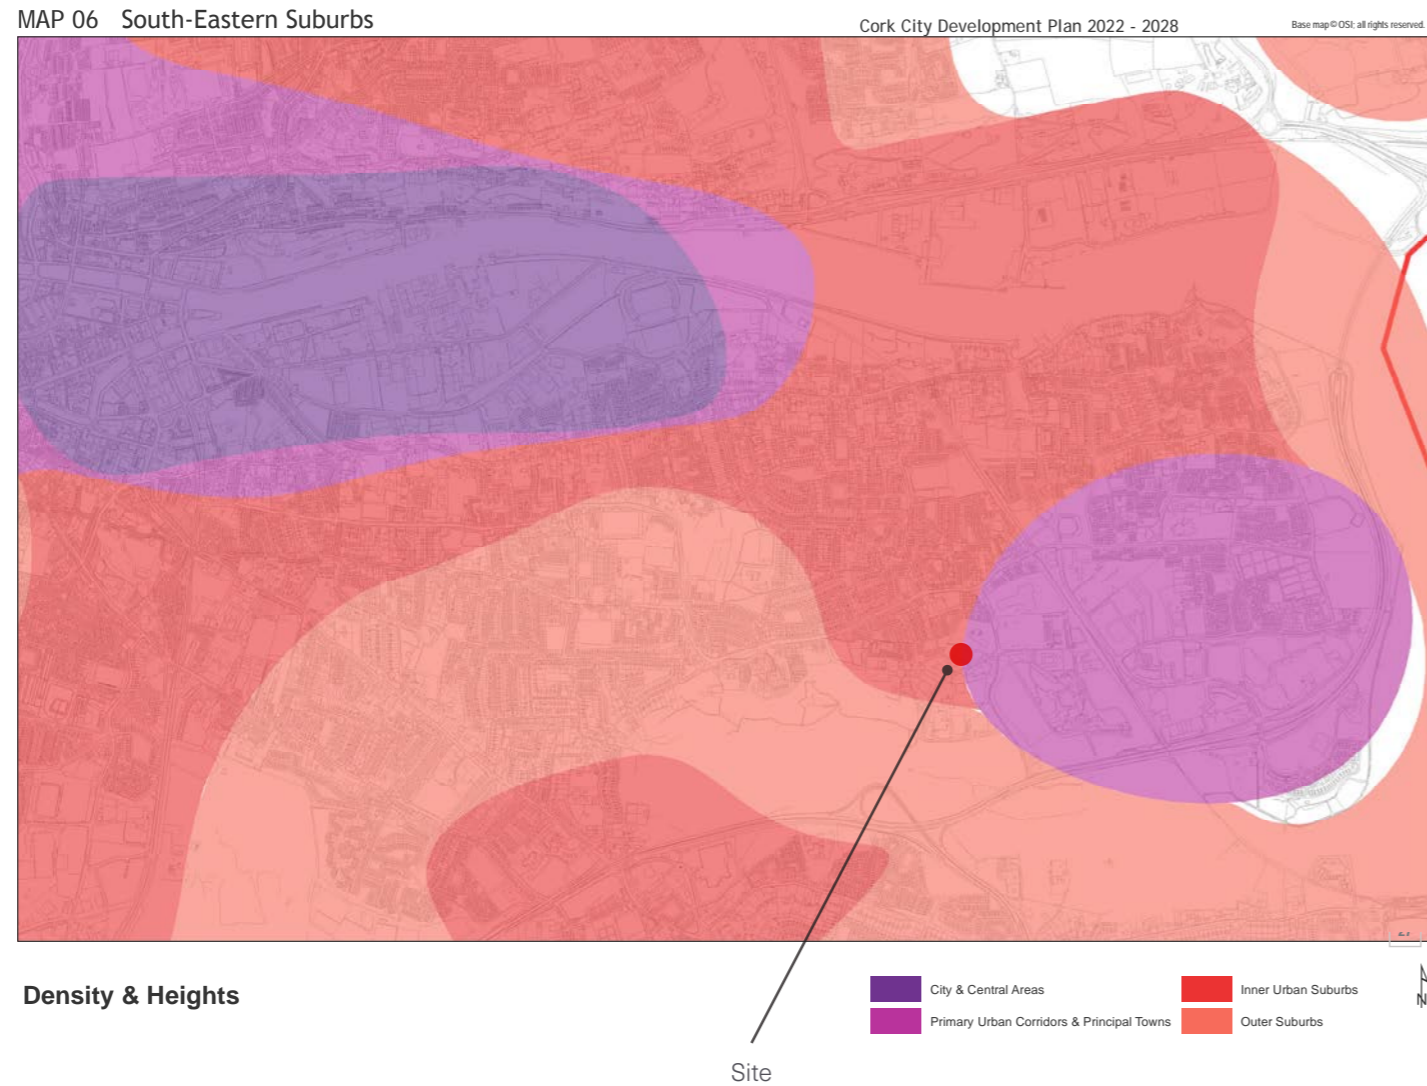 MAP 06 South-Eastern Suburbs
Cork City Development Plan 2022 - 2028
Base map © OSI; all rights reserved.
Density & Heights
City & Central Areas
Inner Urban Suburbs
Primary Urban Corridors & Principal Towns
Outer Suburbs
N
Site